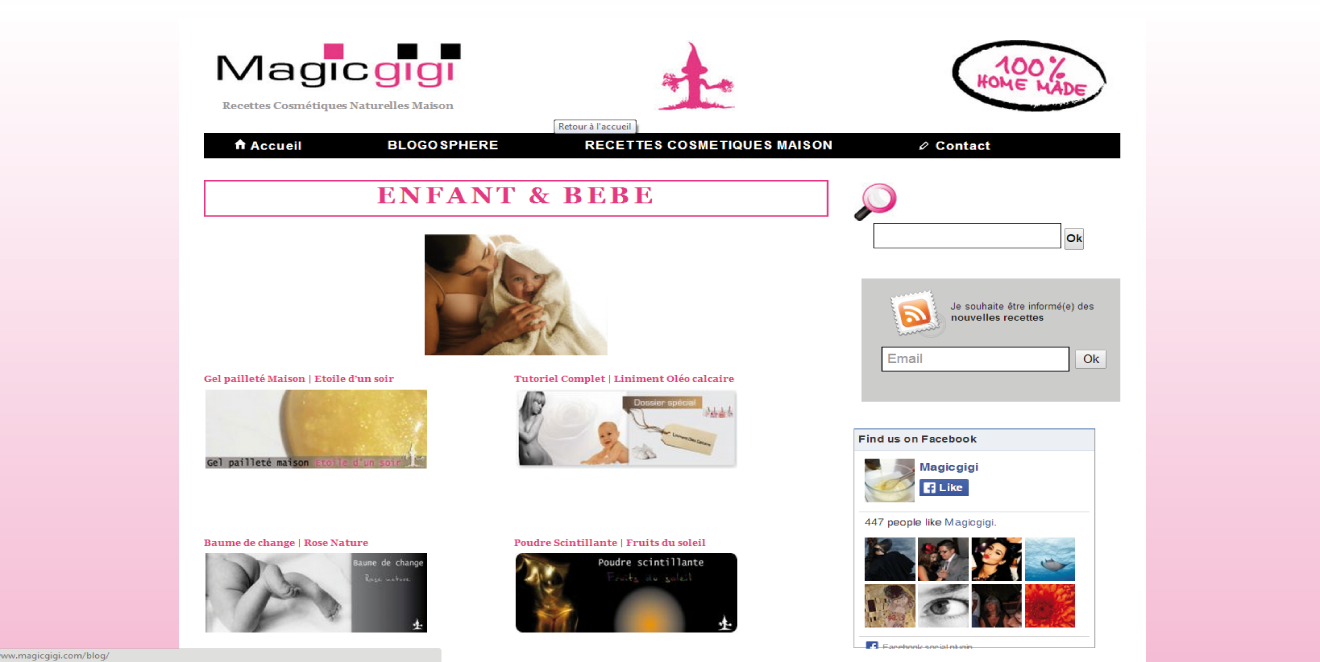 Magicgigi
Recettes Cosmétiques Naturelles Maison
100%
HOME MADE
Retour à l'accueil
Accueil
BLOGOSPHERE
RECETTES COSMETIQUES MAISON
Contact
ENFANT & BEBE
Ok
Je souhaite être informé(e) des
nouvelles recettes
Email
Ok
Gel pailleté Maison | Etoile d'un soir
Gel pailleté maison Etoile d'un soir
Tutoriel Complet | Liniment Oléo calcaire
Dossier spécial
Liniment Oléo Calcaire
Baume de change | Rose Nature
Baume de change
Rose nature
Poudre Scintillante | Fruits du soleil
Poudre scintillante
Fruits du soleil
Find us on Facebook
Magicgigi
Like
447 people like Magicgigi.
Facebook social plugin
www.magicgigi.com/blog/